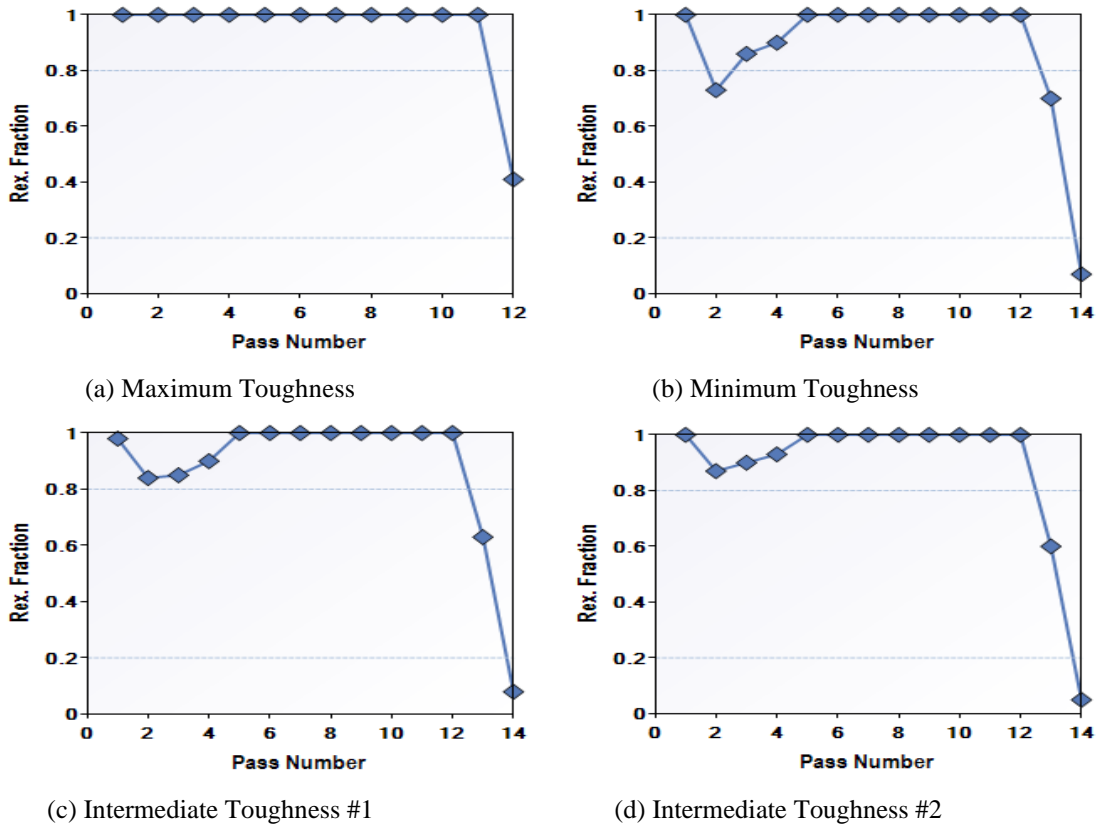 1
0.8
0.6
0.4
0.2
0
Rex. Fraction
0 2 4 6 8 10 12
Pass Number
(a) Maximum Toughness
1
0.8
0.6
0.4
0.2
0
Rex. Fraction
0 2 4 6 8 10 12 14
Pass Number
(b) Minimum Toughness
1
0.8
0.6
0.4
0.2
0
Rex. Fraction
0 2 4 6 8 10 12 14
Pass Number
(c) Intermediate Toughness #1
1
0.8
0.6
0.4
0.2
0
Rex. Fraction
0 2 4 6 8 10 12 14
Pass Number
(d) Intermediate Toughness #2